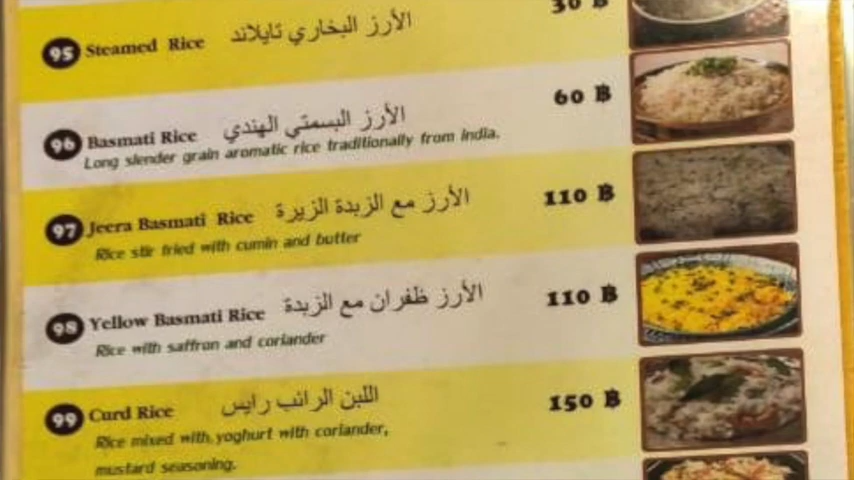 95 Steamed Rice الأرز البخاري تايلاند 30 ฿
96 Basmati Rice الأرز البسمتي الهندي 60 ฿
Long slender grain aromatic rice traditionally from India.
97 Jeera Basmati Rice الأرز مع الزبدة الزيرة 110 ฿
Rice stir fried with cumin and butter
98 Yellow Basmati Rice الأرز ظفران مع الزبدة 110 ฿
Rice with saffron and coriander
99 Curd Rice اللبن الرائب رايس 150 ฿
Rice mixed with yoghurt with coriander,
mustard seasoning.